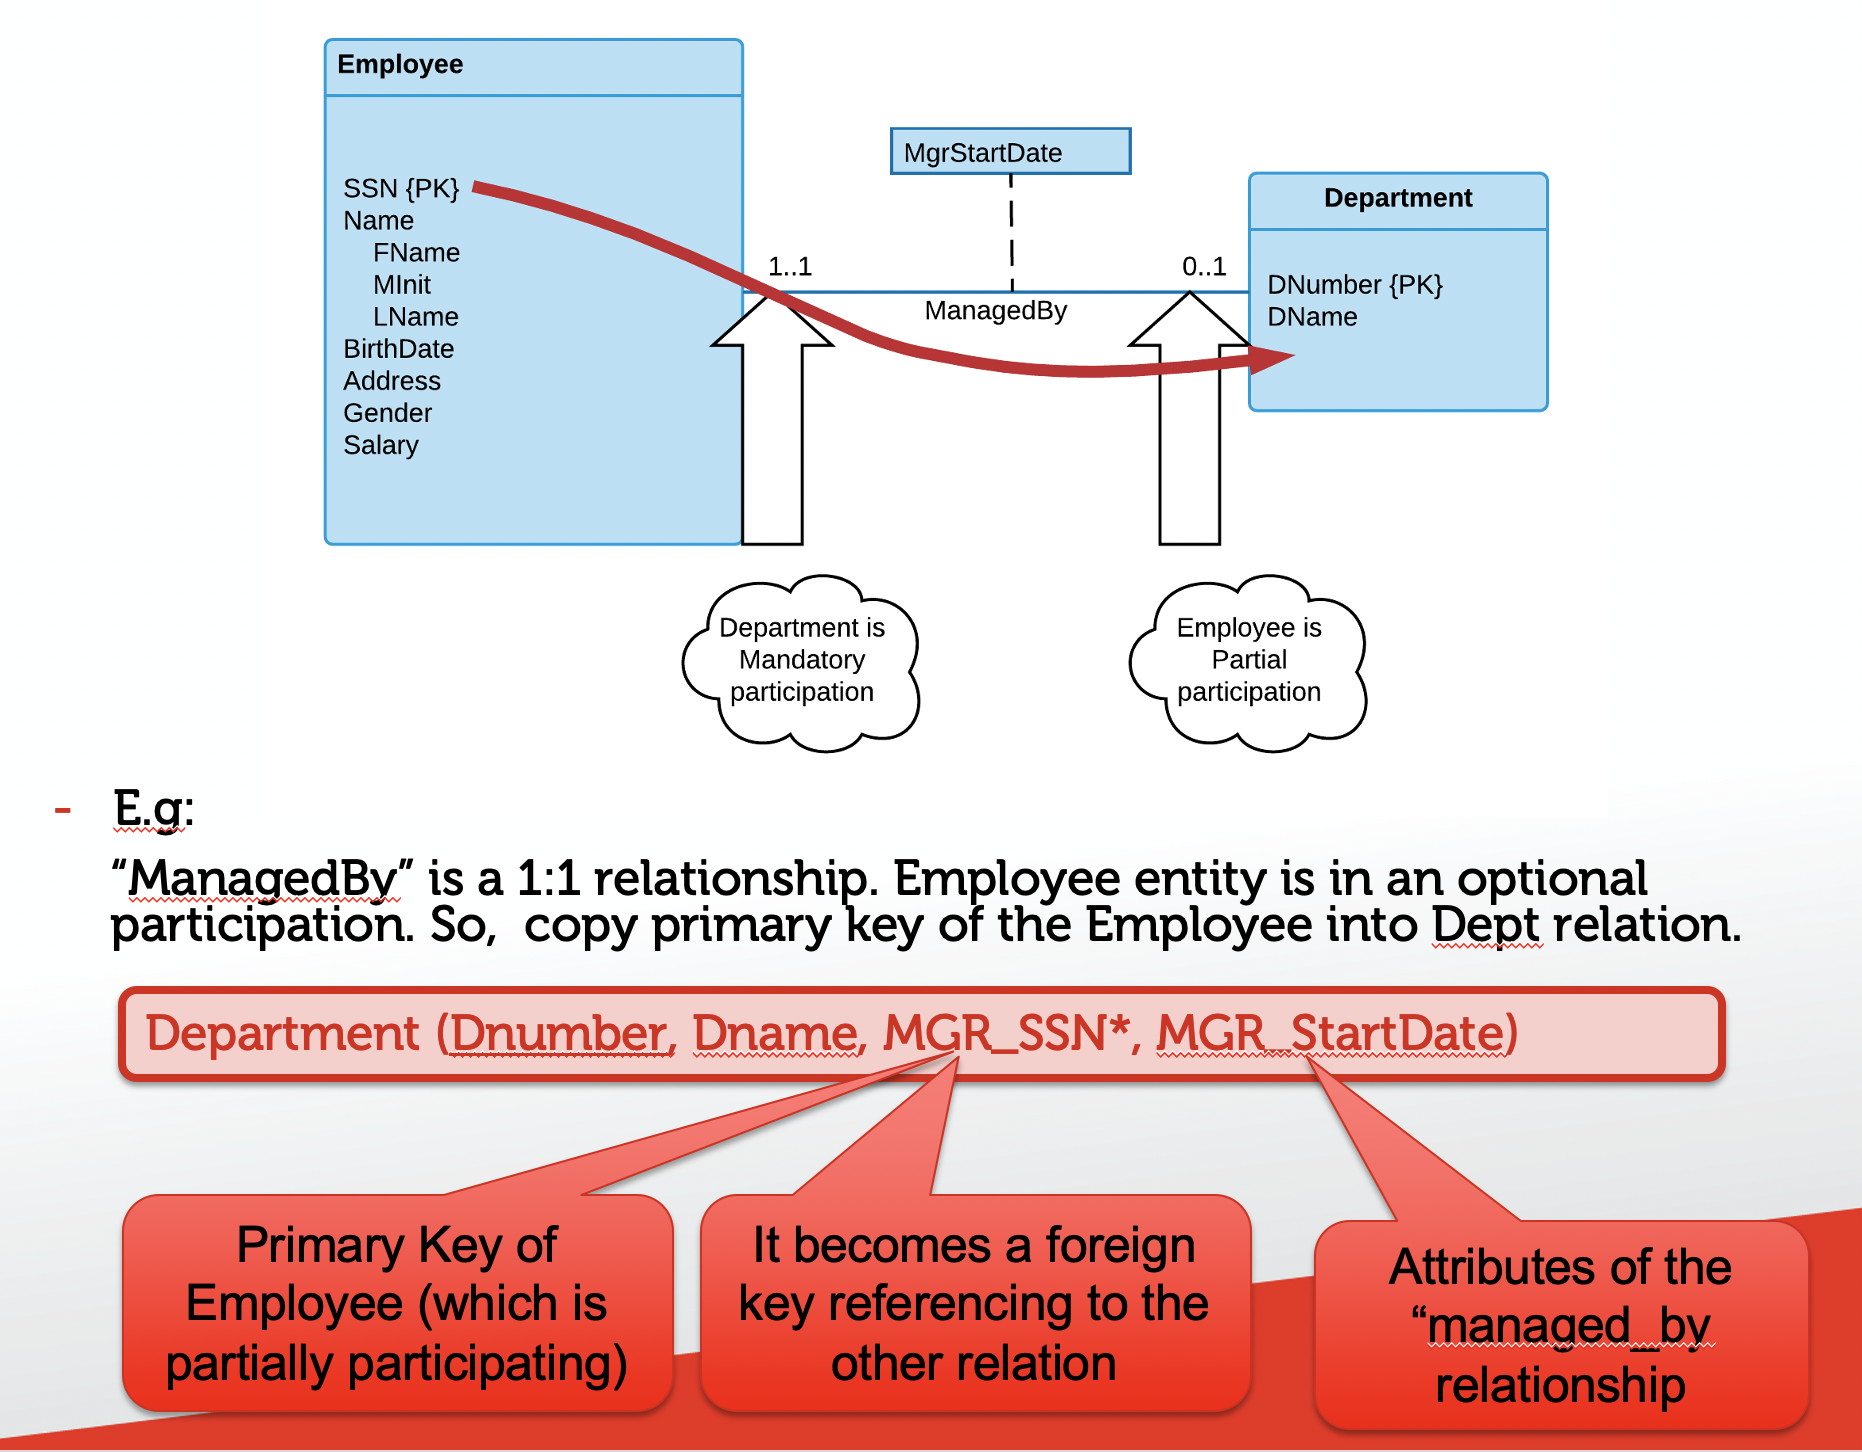 Employee
SSN {PK}
Name
FName
MInit
LName
BirthDate
Address
Gender
Salary
MgrStartDate
1..1
0..1
ManagedBy
Department
DNumber {PK}
DName
Department is
Mandatory
participation
Employee is
Partial
participation
- E.g:
“ManagedBy” is a 1:1 relationship. Employee entity is in an optional
participation. So, copy primary key of the Employee into Dept relation.
Department (Dnumber, Dname, MGR_SSN*, MGR_StartDate)
Primary Key of
Employee (which is
partially participating)
It becomes a foreign
key referencing to the
other relation
Attributes of the
“managed_by
relationship